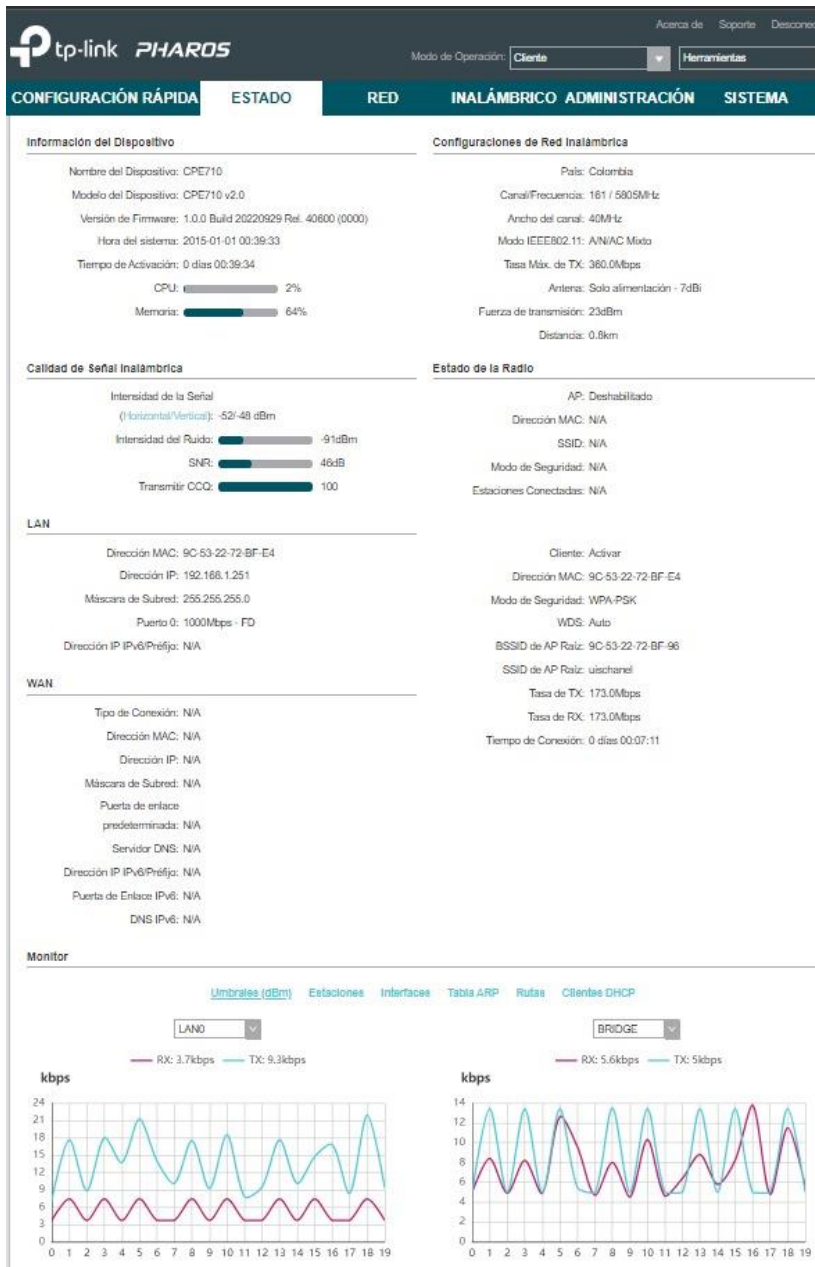 Acerca de Soporte Desconec
tp-link PHAROS
Modo de Operación: Cliente Herramientas
CONFIGURACIÓN RÁPIDA ESTADO RED INALÁMBRICO ADMINISTRACIÓN SISTEMA
Información del Dispositivo
Nombre del Dispositivo: CPE710
Modelo del Dispositivo: CPE710 v2.0
Versión de Firmware: 1.0.0 Build 20220929 Rel. 40600 (0000)
Hora del sistema: 2015-01-01 00:39:33
Tiempo de Activación: 0 días 00:39:34
CPU: 2%
Memoria: 64%
Configuraciones de Red Inalámbrica
País: Colombia
Canal/Frecuencia: 161 / 5805MHz
Ancho del canal: 40MHz
Modo IEEE802.11: A/N/AC Mixto
Tasa Máx. de TX: 360.0Mbps
Antena: Solo alimentación - 7dBi
Fuerza de transmisión: 23dBm
Distancia: 0.8km
Calidad de Señal Inalámbrica
Intensidad de la Señal
(Horizontal/Vertical): -52/-48 dBm
Intensidad del Ruido: -91dBm
SNR: 46dB
Transmitir CCQ: 100
Estado de la Radio
AP: Deshabilitado
Dirección MAC: N/A
SSID: N/A
Modo de Seguridad: N/A
Estaciones Conectadas: N/A
LAN
Dirección MAC: 9C-53-22-72-BF-E4
Dirección IP: 192.168.1.251
Máscara de Subred: 255.255.255.0
Puerto 0: 1000Mbps - FD
Dirección IP IPv6/Préfijo: N/A
Cliente: Activar
Dirección MAC: 9C-53-22-72-BF-E4
Modo de Seguridad: WPA-PSK
WDS: Auto
BSSID de AP Raíz: 9C-53-22-72-BF-96
SSID de AP Raíz: uischanel
Tasa de TX: 173.0Mbps
Tasa de RX: 173.0Mbps
Tiempo de Conexión: 0 días 00:07:11
WAN
Tipo de Conexión: N/A
Dirección MAC: N/A
Dirección IP: N/A
Máscara de Subred: N/A
Puerta de enlace
predeterminada: N/A
Servidor DNS: N/A
Dirección IP IPv6/Préfijo: N/A
Puerta de Enlace IPv6: N/A
DNS IPv6: N/A
Monitor
Umbrales (dBm) Estaciones Interfaces Tabla ARP Rutas Clientes DHCP
LAN0
RX: 3.7kbps TX: 9.3kbps
kbps
24
21
18
15
12
9
6
3
0
0 1 2 3 4 5 6 7 8 9 10 11 12 13 14 15 16 17 18 19
BRIDGE
RX: 5.6kbps TX: 5kbps
kbps
14
12
10
8
6
4
2
0
0 1 2 3 4 5 6 7 8 9 10 11 12 13 14 15 16 17 18 19